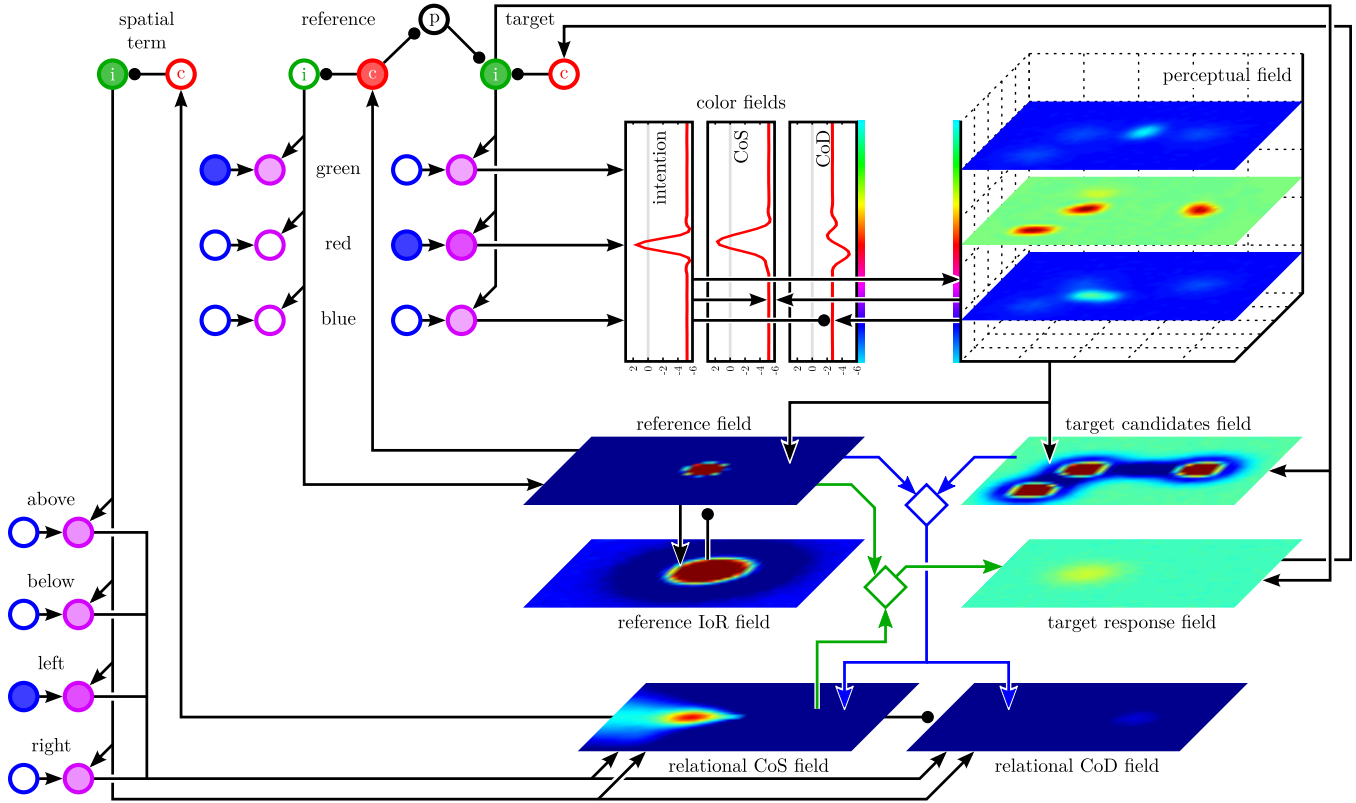 spatial
term
reference
p
target
i
c
i
c
i
c
color fields
perceptual field
green
red
blue
intention
CoS
CoD
2 0 -2 -4 -6
2 0 -2 -4 -6
2 0 -2 -4 -6
reference field
target candidates field
above
below
left
right
reference IoR field
target response field
relational CoS field
relational CoD field